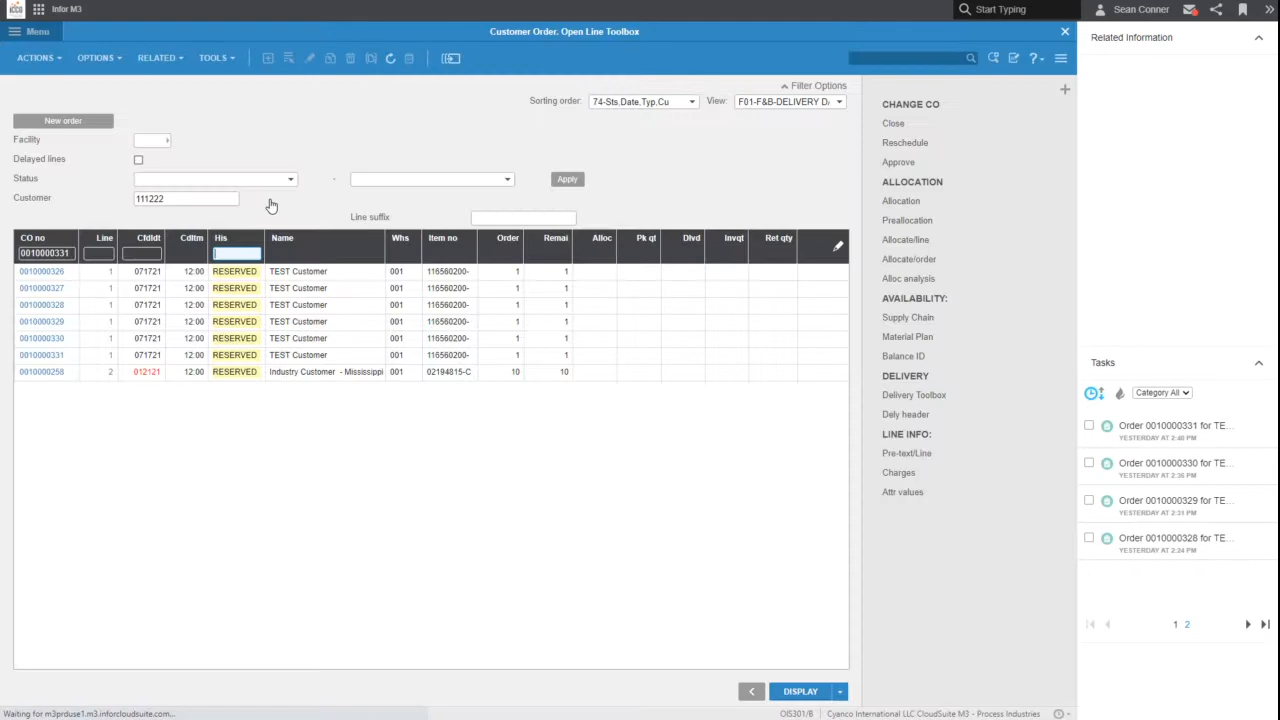 iccg Infor M3 Start Typing Sean Conner
Menu Customer Order. Open Line Toolbox
ACTIONS OPTIONS RELATED TOOLS
Filter Options
Sorting order: 74-Sts,Date,Typ,Cu View: F01-F&B-DELIVERY D
New order
Facility
Delayed lines
Status - Apply
Customer 111222
Line suffix
CO no Line Cfdldt Cdltm His Name Whs Item no Order Remai Alloc Pk qt Dlvd Invqt Ret qty
0010000331
0010000326 1 071721 12:00 RESERVED TEST Customer 001 116560200- 1 1
0010000327 1 071721 12:00 RESERVED TEST Customer 001 116560200- 1 1
0010000328 1 071721 12:00 RESERVED TEST Customer 001 116560200- 1 1
0010000329 1 071721 12:00 RESERVED TEST Customer 001 116560200- 1 1
0010000330 1 071721 12:00 RESERVED TEST Customer 001 116560200- 1 1
0010000331 1 071721 12:00 RESERVED TEST Customer 001 116560200- 1 1
0010000258 2 012121 12:00 RESERVED Industry Customer - Mississippi 001 02194815-C 10 10
DISPLAY
CHANGE CO
Close
Reschedule
Approve
ALLOCATION
Allocation
Preallocation
Allocate/line
Allocate/order
Alloc analysis
AVAILABILITY:
Supply Chain
Material Plan
Balance ID
DELIVERY
Delivery Toolbox
Dely header
LINE INFO:
Pre-text/Line
Charges
Attr values
Related Information
Tasks
Category All
Order 0010000331 for TE...
YESTERDAY AT 2:40 PM
Order 0010000330 for TE...
YESTERDAY AT 2:36 PM
Order 0010000329 for TE...
YESTERDAY AT 2:31 PM
Order 0010000328 for TE...
YESTERDAY AT 2:24 PM
1 2
Waiting for m3prduse1.m3.inforcloudsuite.com... OIS301/B Cyanco International LLC CloudSuite M3 - Process Industries